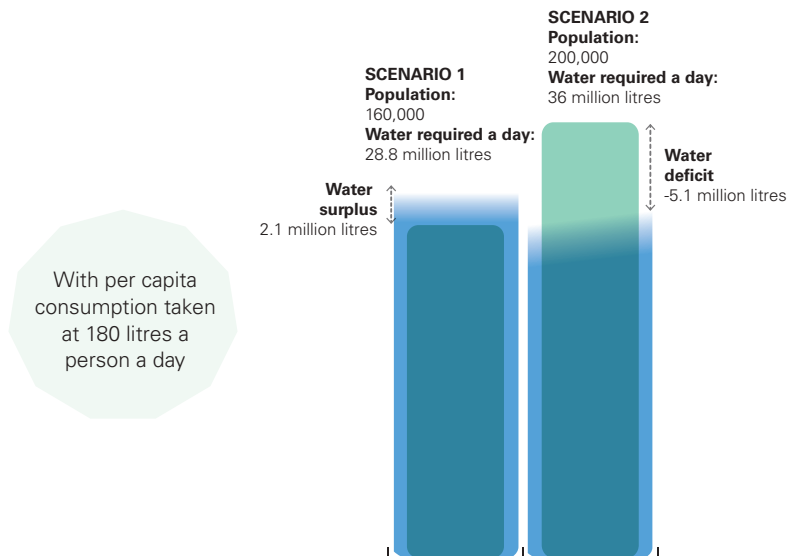 SCENARIO 1
Population:
160,000
Water required a day:
28.8 million litres
SCENARIO 2
Population:
200,000
Water required a day:
36 million litres
Water
surplus
2.1 million litres
Water
deficit
-5.1 million litres
With per capita
consumption taken
at 180 litres a
person a day